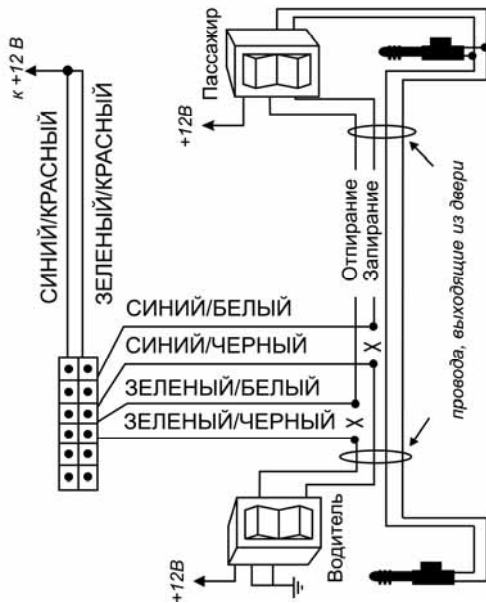 к +12 В
СИНИЙ/КРАСНЫЙ
ЗЕЛЕНЫЙ/КРАСНЫЙ
Пассажир
+12В
Отпирание
Запирание
СИНИЙ/БЕЛЫЙ
СИНИЙ/ЧЕРНЫЙ
ЗЕЛЕНЫЙ/БЕЛЫЙ
ЗЕЛЕНЫЙ/ЧЕРНЫЙ
провода, выходящие из двери
Водитель
+12В